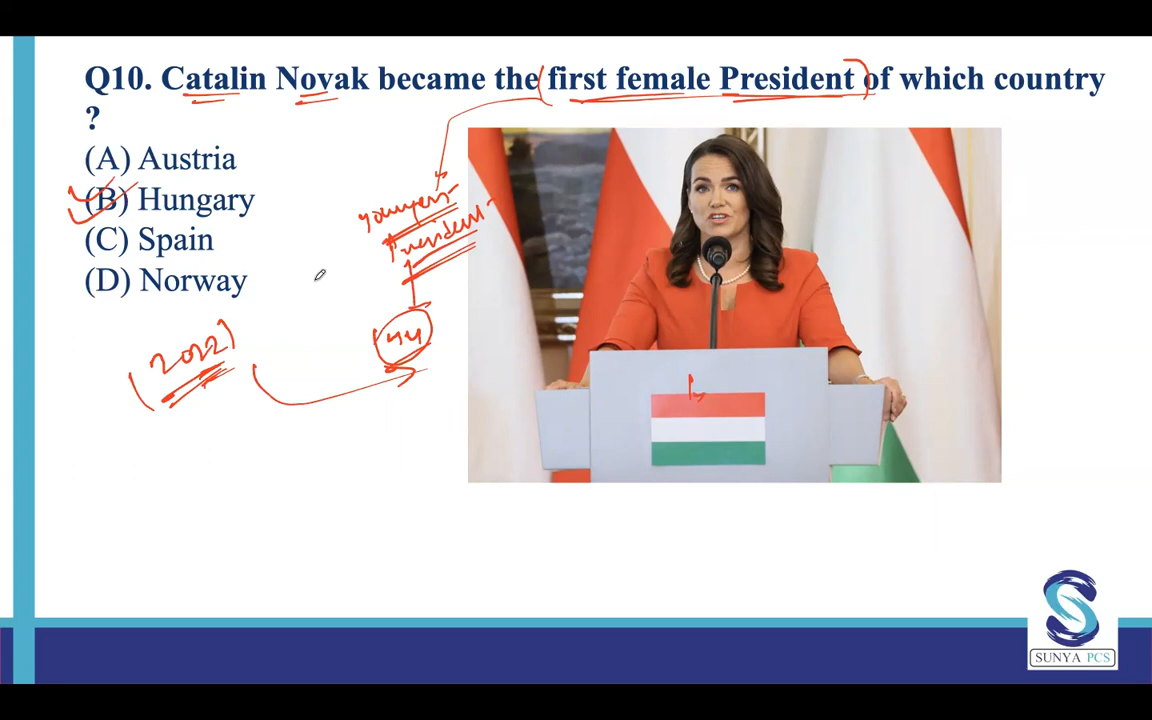 Q10. Catalin Novak became the first female President of which country
?
(A) Austria
(B) Hungary
(C) Spain
(D) Norway
youngest
President
44
2022
SUNYA PCS